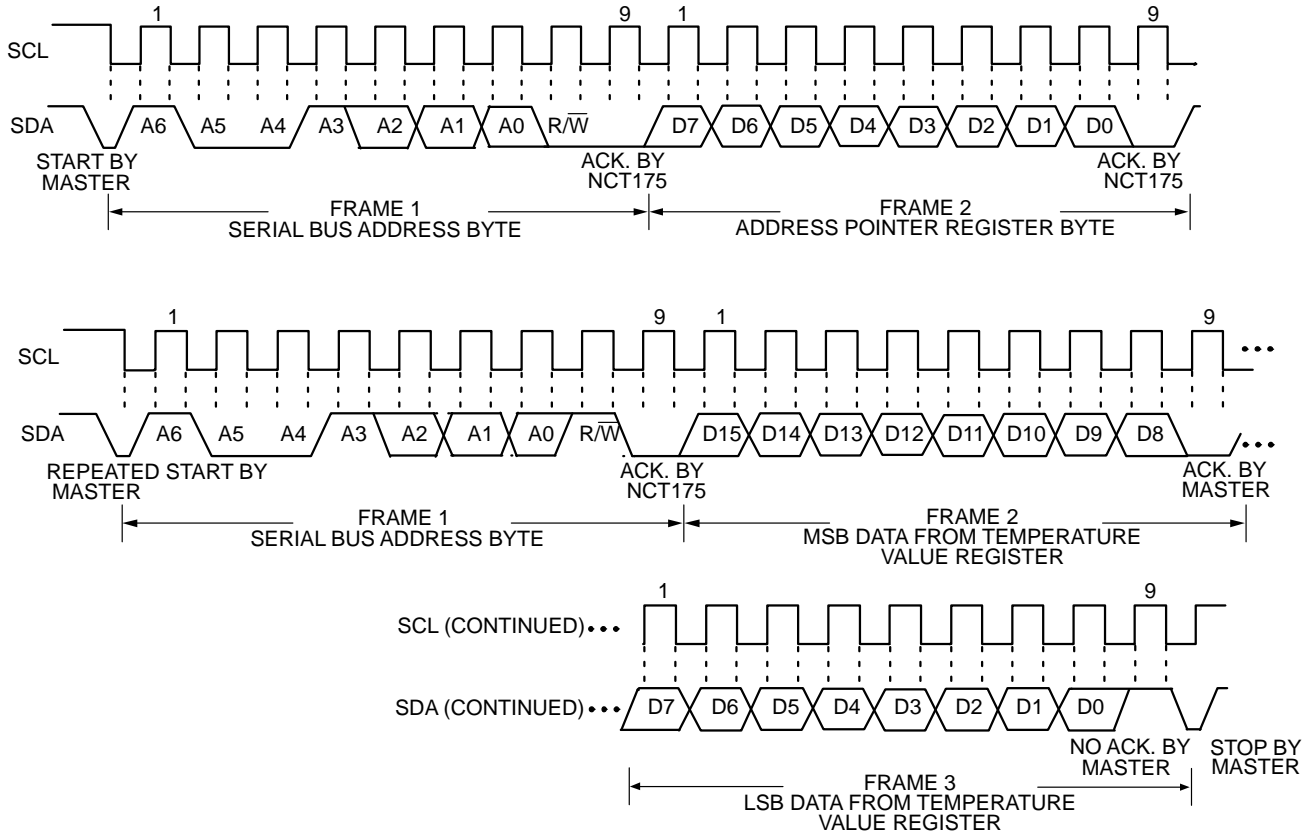 1 9 1 9
SCL
SDA A6 A5 A4 A3 A2 A1 A0 R/W̅ D7 D6 D5 D4 D3 D2 D1 D0
START BY
MASTER
ACK. BY
NCT175
ACK. BY
NCT175
FRAME 1
SERIAL BUS ADDRESS BYTE
FRAME 2
ADDRESS POINTER REGISTER BYTE
1 9 1 9
SCL
SDA A6 A5 A4 A3 A2 A1 A0 R/W̅ D15 D14 D13 D12 D11 D10 D9 D8
REPEATED START BY
MASTER
ACK. BY
NCT175
ACK. BY
MASTER
FRAME 1
SERIAL BUS ADDRESS BYTE
FRAME 2
MSB DATA FROM TEMPERATURE
VALUE REGISTER
1 9
SCL (CONTINUED)
SDA (CONTINUED) D7 D6 D5 D4 D3 D2 D1 D0
NO ACK. BY
MASTER
STOP BY
MASTER
FRAME 3
LSB DATA FROM TEMPERATURE
VALUE REGISTER